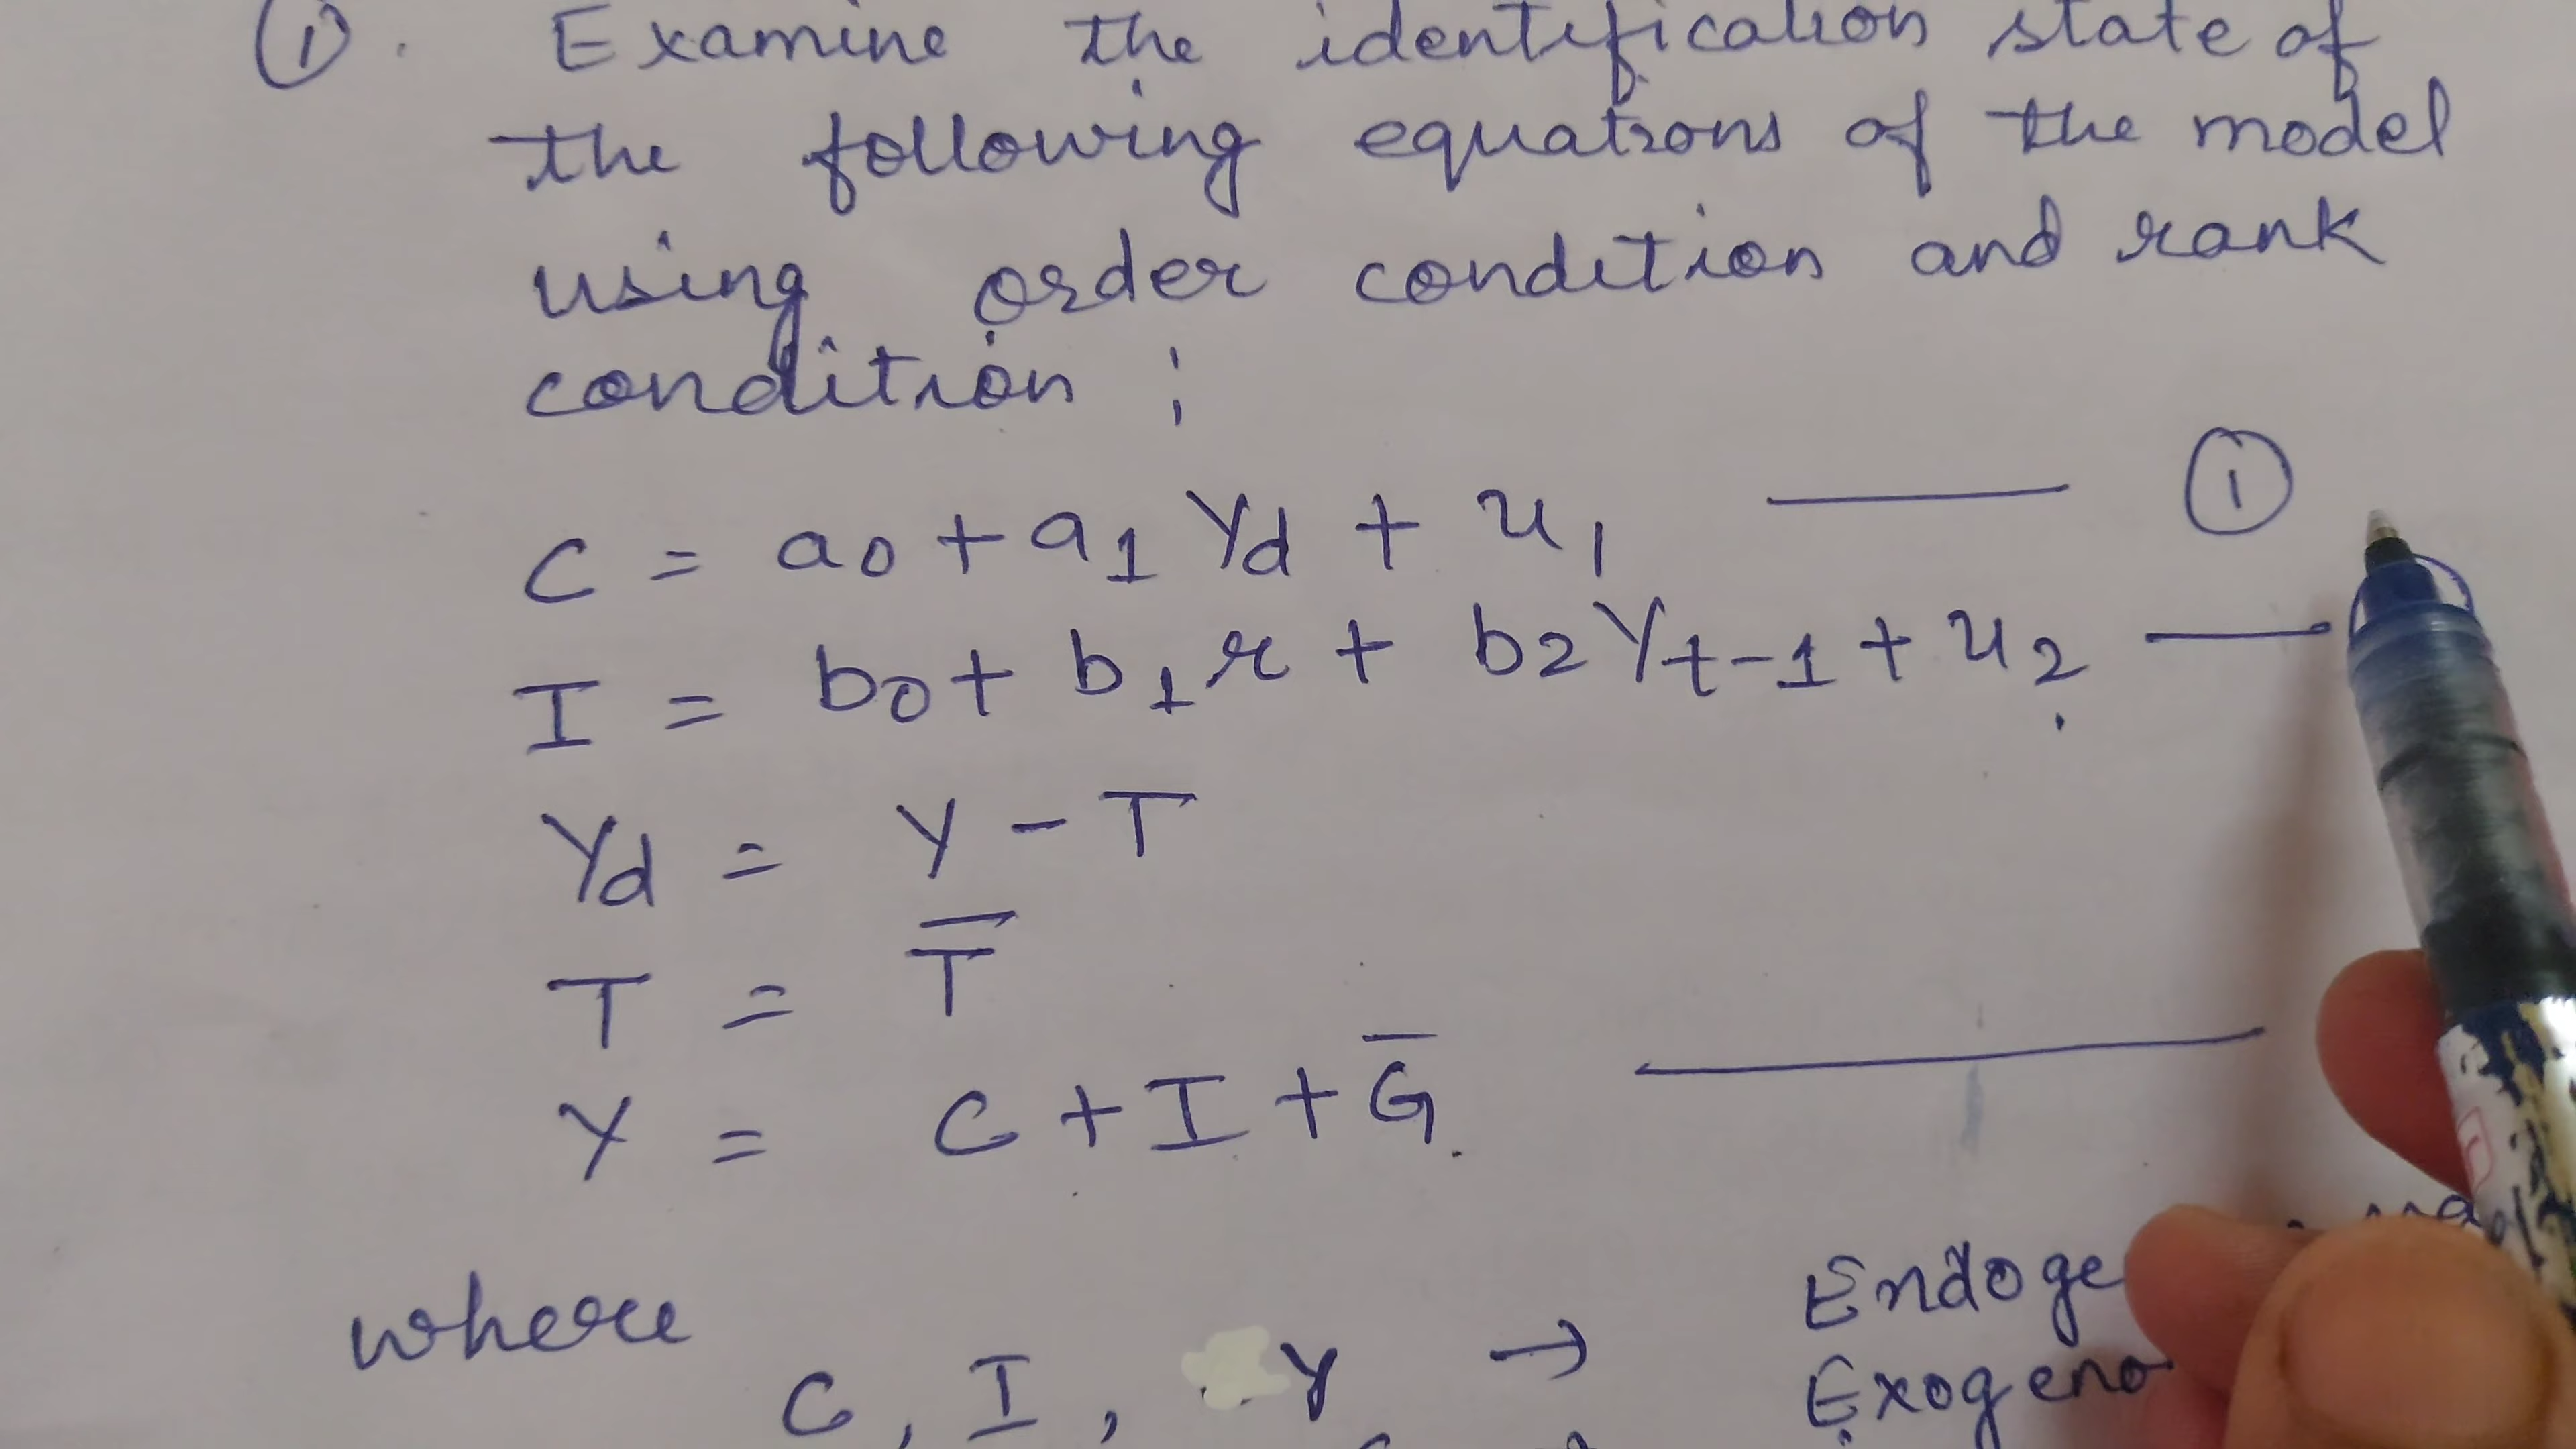 ① . Examine the identification state of
the following equations of the model
using order condition and rank
condition :
C = a0 + a1 Yd + u1 —— ①
I = b0 + b1 r + b2 Yt-1 + u2 —
Yd = Y - T
T = T̅
Y = C + I + G̅ ——
where
C, I, Y → Endoge
Exogeno